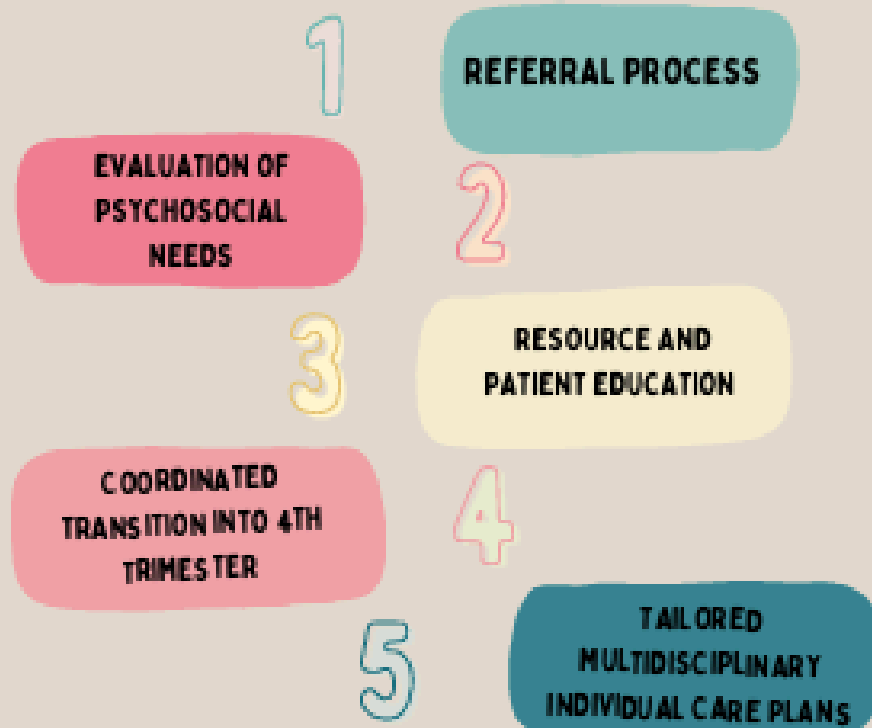 1
REFERRAL PROCESS
EVALUATION OF
PSYCHOSOCIAL
NEEDS
2
3
RESOURCE AND
PATIENT EDUCATION
COORDINATED
TRANSITION INTO 4TH
TRIMESTER
4
5
TAILORED
MULTIDISCIPLINARY
INDIVIDUAL CARE PLANS